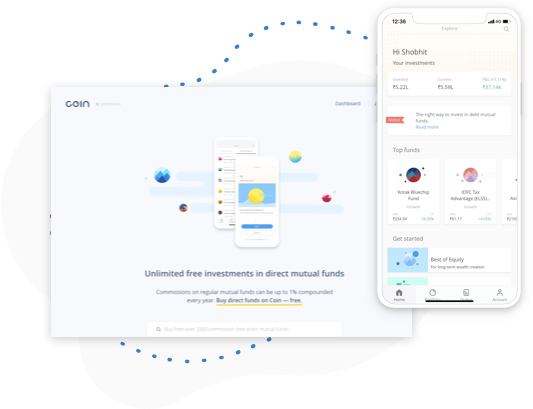 COIN
Dashboard
Unlimited free investments in direct mutual funds
Commissions on regular mutual funds can be up to 1% compounded
every year. Buy direct funds on Coin — free.
Buy from over 2000 commission free direct mutual funds
12:36
4G
Explore
Hi Shobhit
Your investments
Invested Current P&L (+7.11%)
₹5.22L ₹5.59L ₹37.14k
The right way to invest in debt mutual
funds.
Read more
Top funds
Kotak Bluechip
Fund
Growth
IDFC Tax
Advantage (ELSS)...
Growth
Get started
Best of Equity
For long-term wealth creation
Home
Account